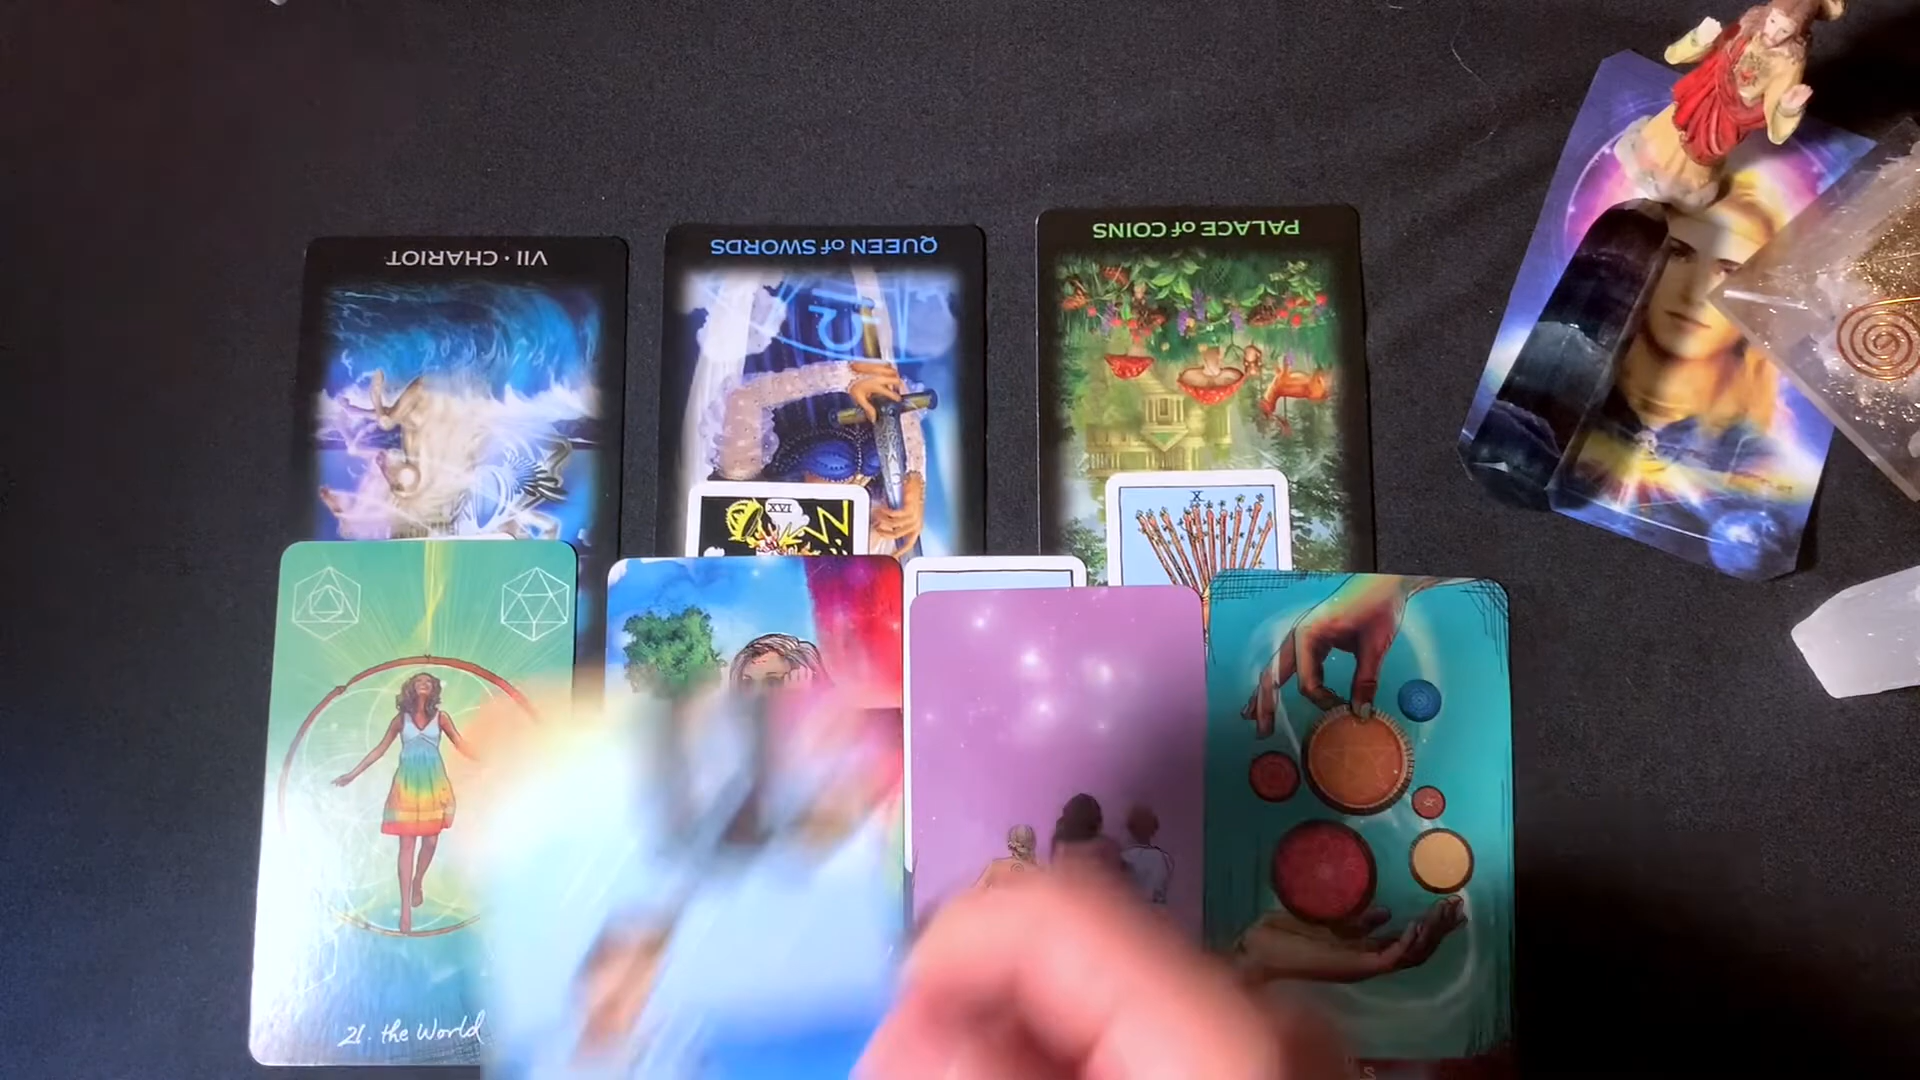 VII · CHARIOT
QUEEN of SWORDS
PALACE of COINS
XVI
X
21. the World